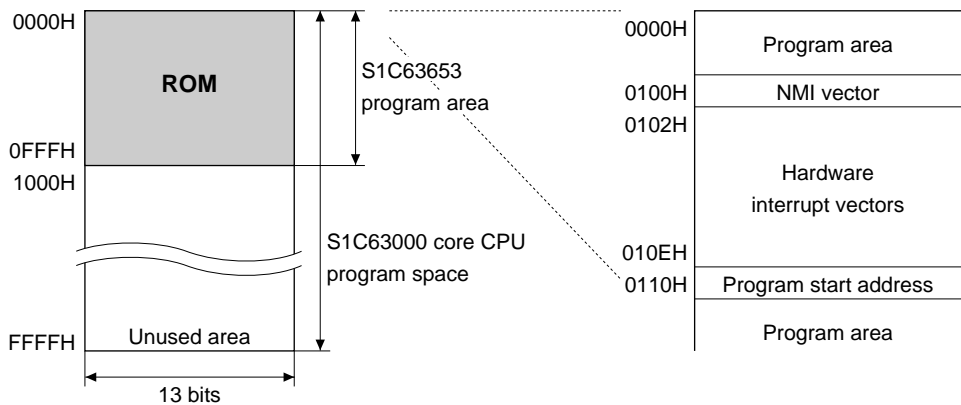 0000H
ROM
0FFFH
1000H
Unused area
FFFFH
13 bits
S1C63653
program area
S1C63000 core CPU
program space
0000H
Program area
0100H
NMI vector
0102H
Hardware
interrupt vectors
010EH
0110H
Program start address
Program area